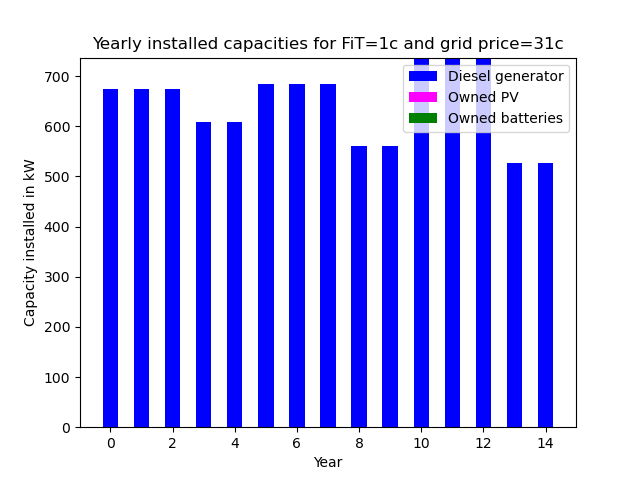 Yearly installed capacities for FiT=1c and grid price=31c
Diesel generator
Owned PV
Owned batteries
Capacity installed in kW
700
600
500
400
300
200
100
0
0 2 4 6 8 10 12 14
Year